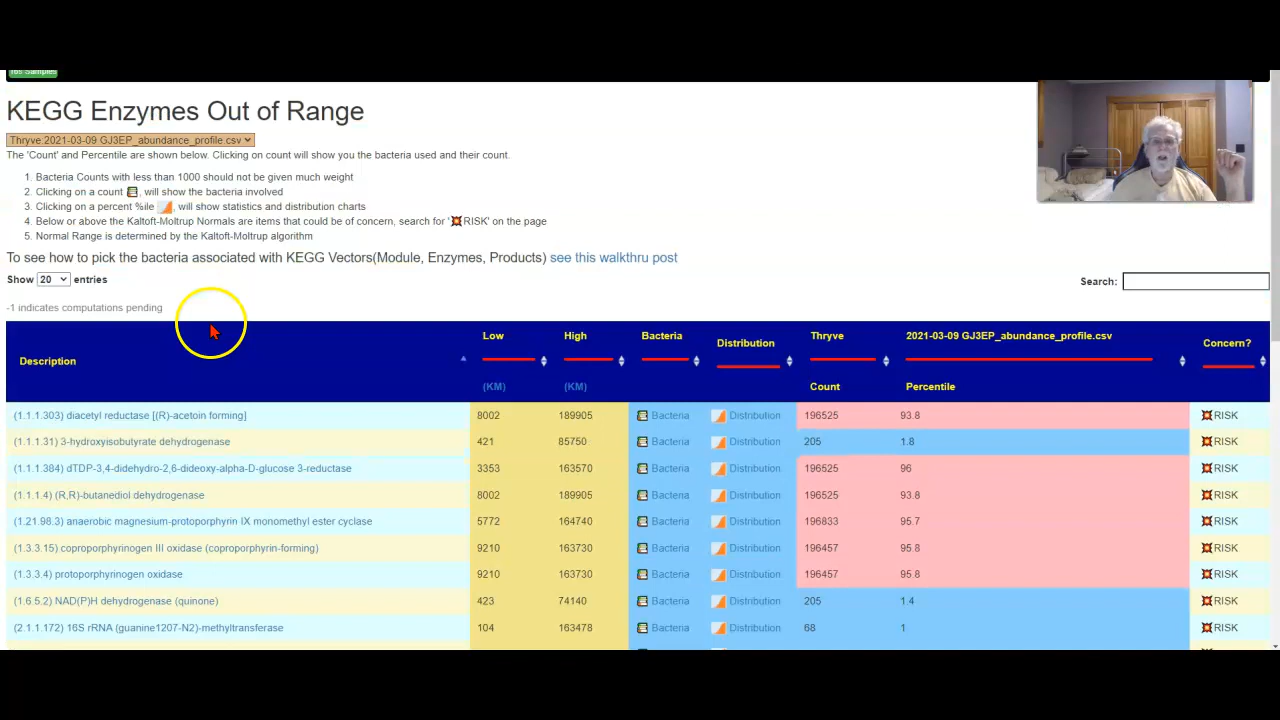 16s Samples
KEGG Enzymes Out of Range
Thryve:2021-03-09 GJ3EP_abundance_profile.csv
The 'Count' and Percentile are shown below. Clicking on count will show you the bacteria used and their count.
1. Bacteria Counts with less than 1000 should not be given much weight
2. Clicking on a count , will show the bacteria involved
3. Clicking on a percent %ile , will show statistics and distribution charts
4. Below or above the Kaltoft-Moltrup Normals are items that could be of concern, search for 'RISK' on the page
5. Normal Range is determined by the Kaltoft-Moltrup algorithm
To see how to pick the bacteria associated with KEGG Vectors(Module, Enzymes, Products) see this walkthru post
Show 20 entries Search:
-1 indicates computations pending
Description Low (KM) High (KM) Bacteria Distribution Thryve Count 2021-03-09 GJ3EP_abundance_profile.csv Percentile Concern?
(1.1.1.303) diacetyl reductase [(R)-acetoin forming] 8002 189905 Bacteria Distribution 196525 93.8 RISK
(1.1.1.31) 3-hydroxyisobutyrate dehydrogenase 421 85750 Bacteria Distribution 205 1.8 RISK
(1.1.1.384) dTDP-3,4-didehydro-2,6-dideoxy-alpha-D-glucose 3-reductase 3353 163570 Bacteria Distribution 196525 96 RISK
(1.1.1.4) (R,R)-butanediol dehydrogenase 8002 189905 Bacteria Distribution 196525 93.8 RISK
(1.21.98.3) anaerobic magnesium-protoporphyrin IX monomethyl ester cyclase 5772 164740 Bacteria Distribution 196833 95.7 RISK
(1.3.3.15) coproporphyrinogen III oxidase (coproporphyrin-forming) 9210 163730 Bacteria Distribution 196457 95.8 RISK
(1.3.3.4) protoporphyrinogen oxidase 9210 163730 Bacteria Distribution 196457 95.8 RISK
(1.6.5.2) NAD(P)H dehydrogenase (quinone) 423 74140 Bacteria Distribution 205 1.4 RISK
(2.1.1.172) 16S rRNA (guanine1207-N2)-methyltransferase 104 163478 Bacteria Distribution 68 1 RISK